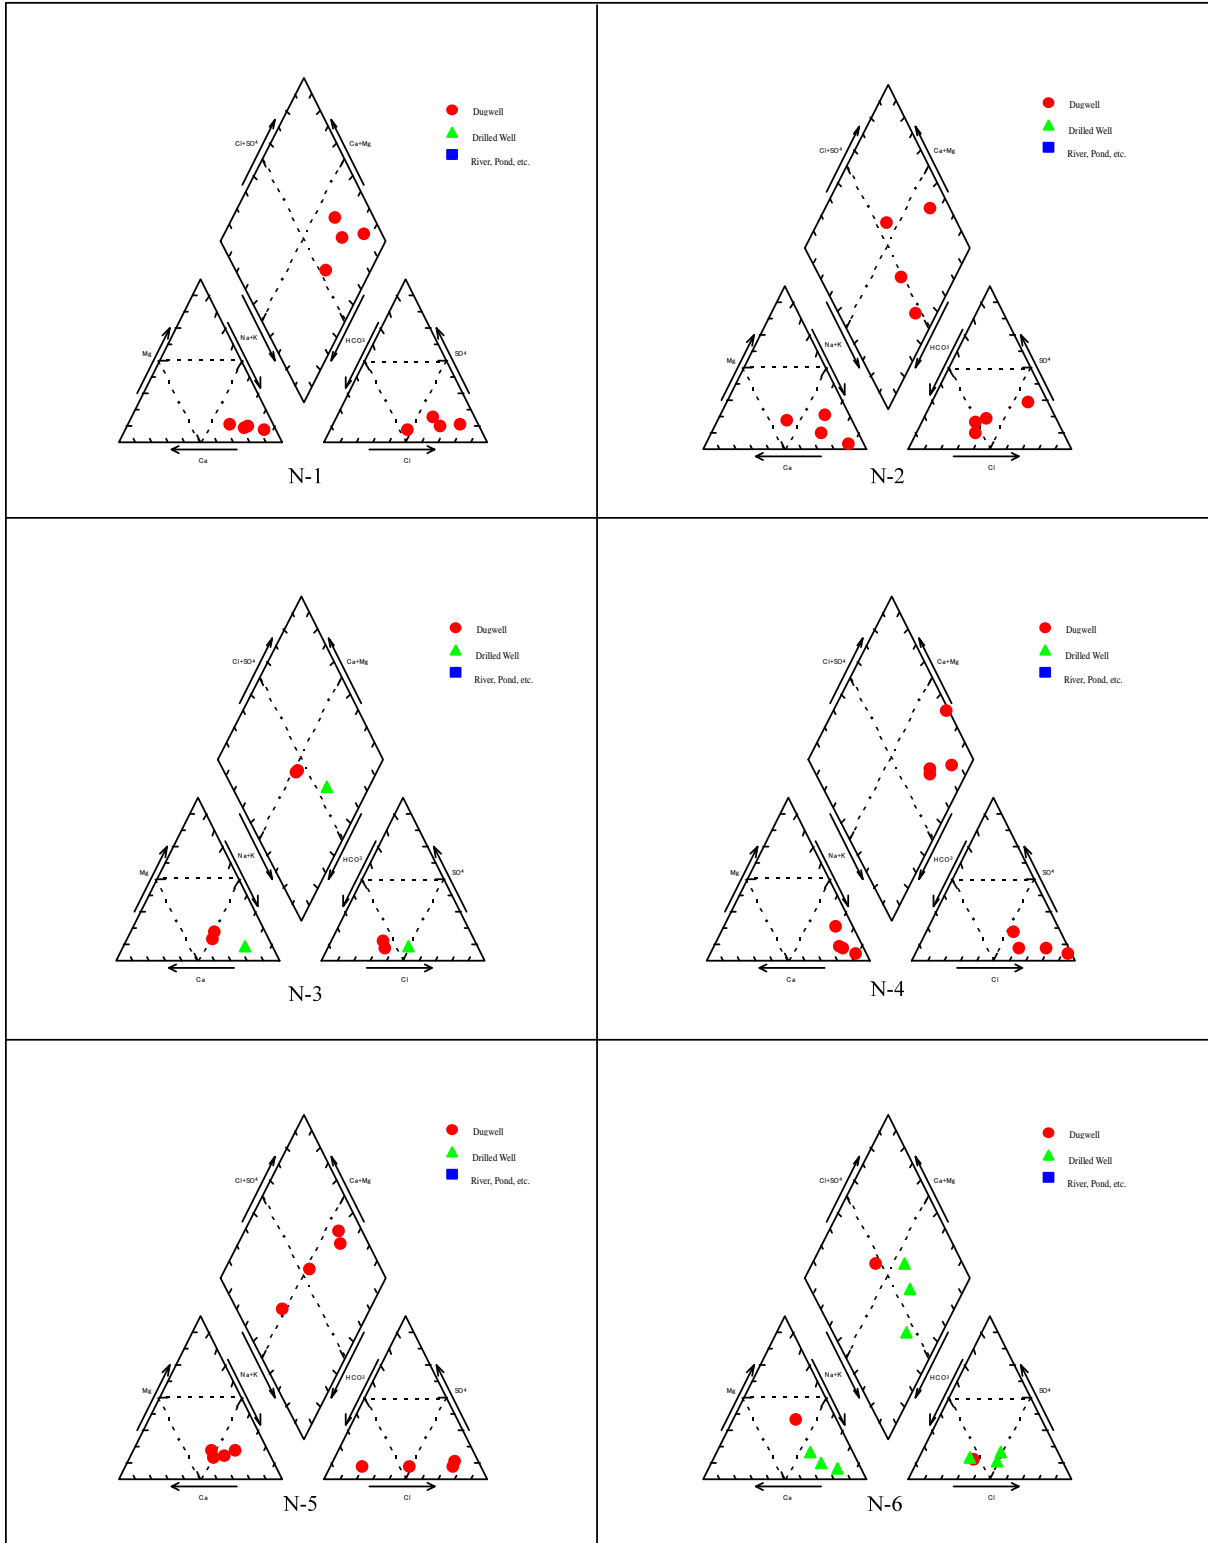 Dugwell
Drilled Well
River, Pond, etc.
Cl+SO⁴
Ca+Mg
Mg
Na+K
HCO³
SO⁴
Ca
Cl
N-1
Dugwell
Drilled Well
River, Pond, etc.
Cl+SO⁴
Ca+Mg
Mg
Na+K
HCO³
SO⁴
Ca
Cl
N-2
Dugwell
Drilled Well
River, Pond, etc.
Cl+SO⁴
Ca+Mg
Mg
Na+K
HCO³
SO⁴
Ca
Cl
N-3
Dugwell
Drilled Well
River, Pond, etc.
Cl+SO⁴
Ca+Mg
Mg
Na+K
HCO³
SO⁴
Ca
Cl
N-4
Dugwell
Drilled Well
River, Pond, etc.
Cl+SO⁴
Ca+Mg
Mg
Na+K
HCO³
SO⁴
Ca
Cl
N-5
Dugwell
Drilled Well
River, Pond, etc.
Cl+SO⁴
Ca+Mg
Mg
Na+K
HCO³
SO⁴
Ca
Cl
N-6